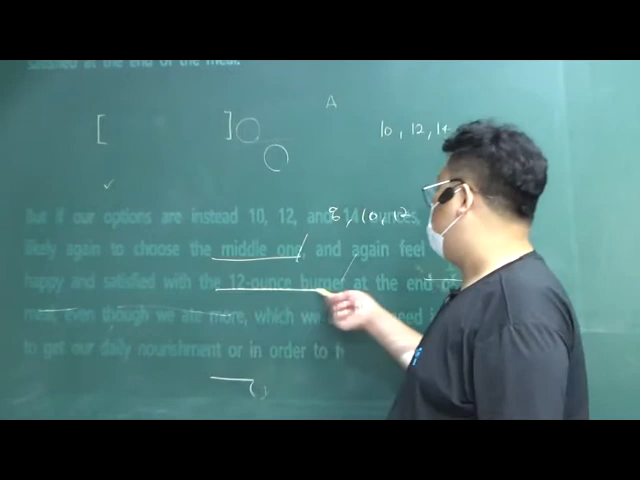 satisfied at the end of the meal.
A
10, 12, 14
8, 10, 12
But if our options are instead 10, 12, and 14 ounces,
likely again to choose the middle one, and again feel
happy and satisfied with the 12-ounce burger at the end of
meal, even though we ate more, which we
to get our daily nourishment or in order to